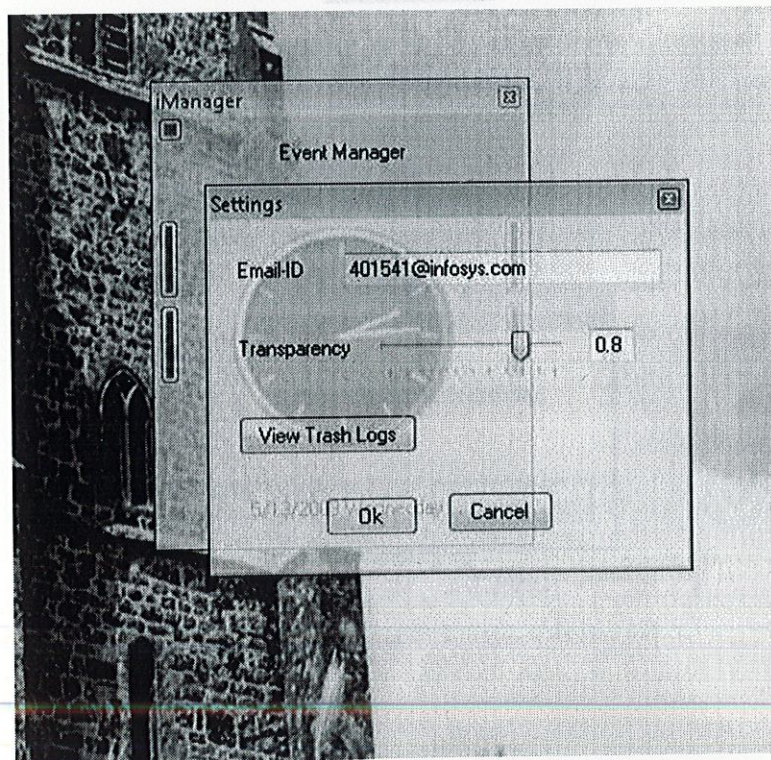 iManager
Event Manager
Settings
Email-ID 401541@infosys.com
Transparency 0.8
View Trash Logs
Ok Cancel